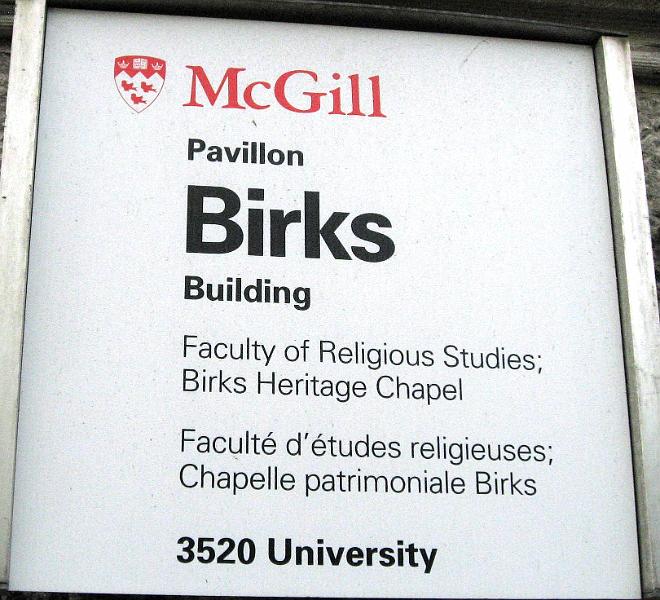 McGill
Pavillon
Birks
Building
Faculty of Religious Studies;
Birks Heritage Chapel
Faculté d'études religieuses;
Chapelle patrimoniale Birks
3520 University